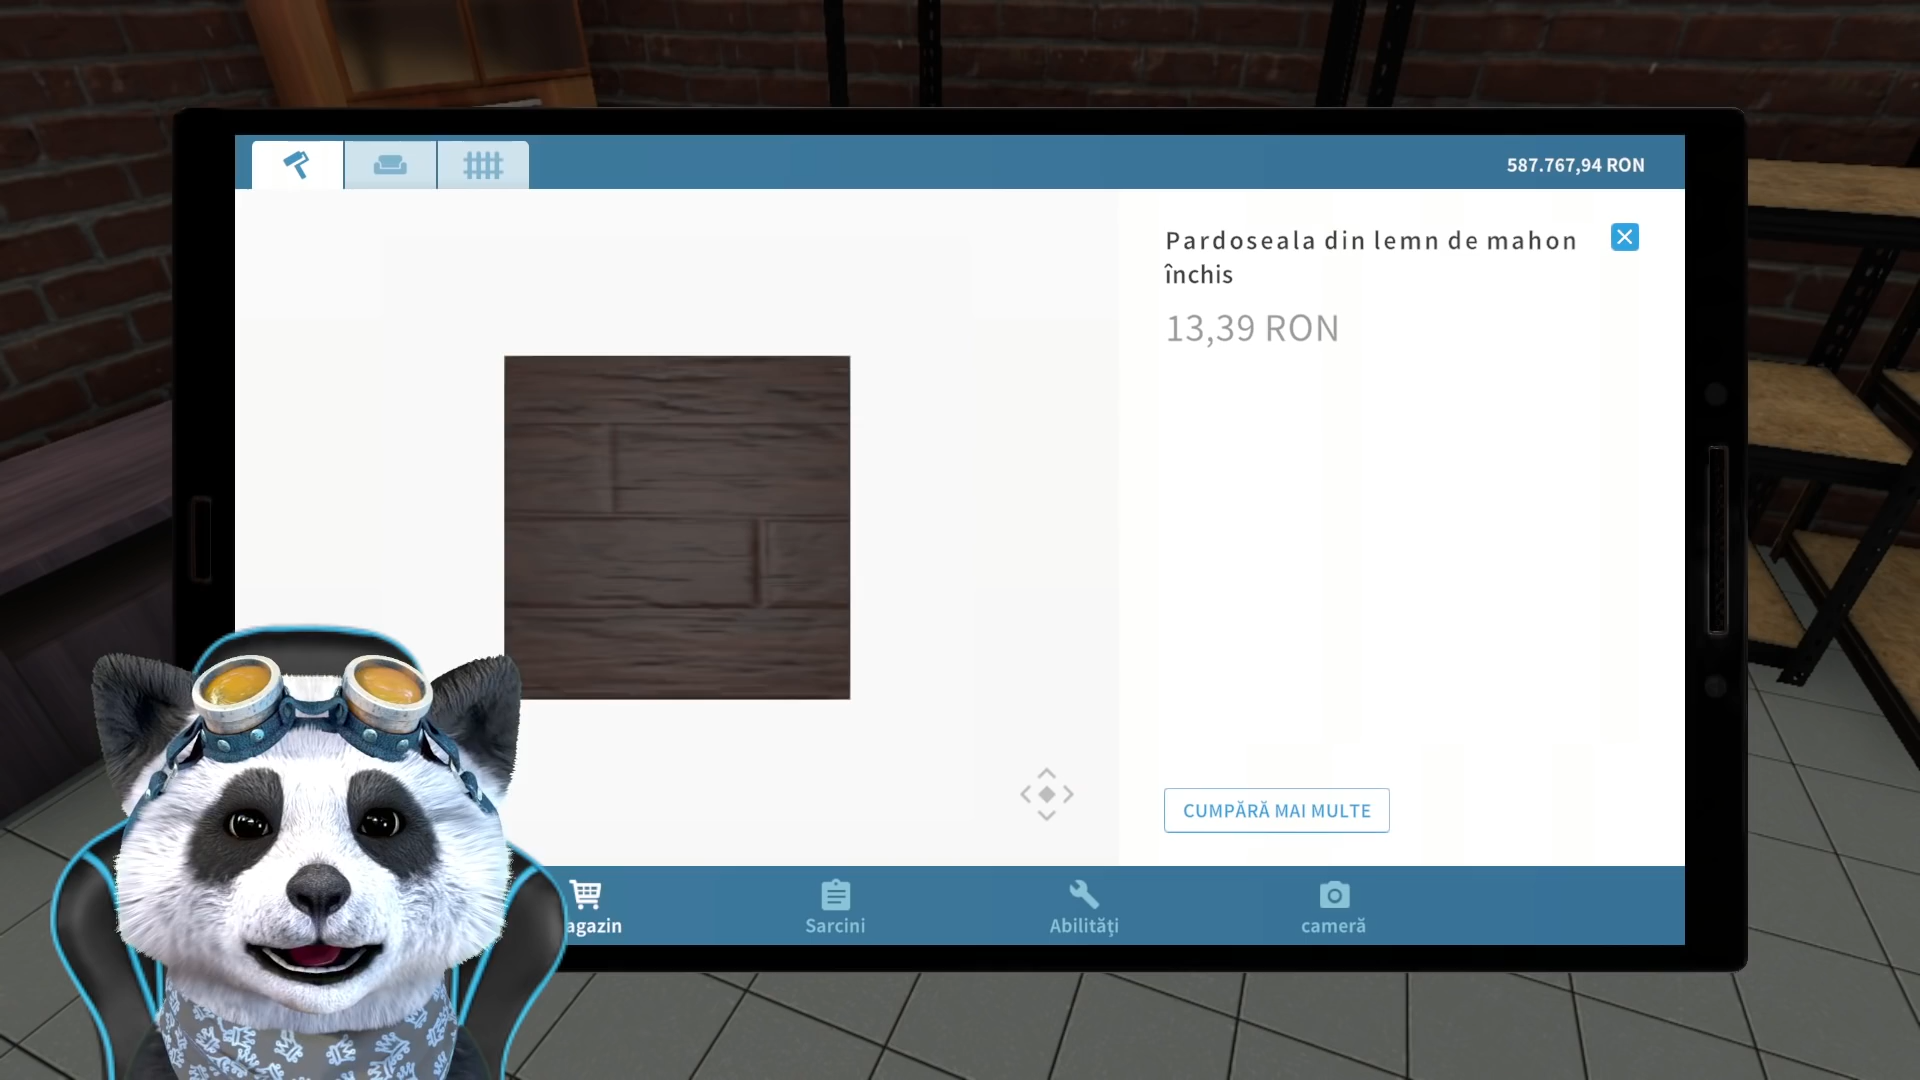 587.767,94 RON
Pardoseala din lemn de mahon
închis
13,39 RON
CUMPĂRĂ MAI MULTE
agazin
Sarcini
Abilități
cameră